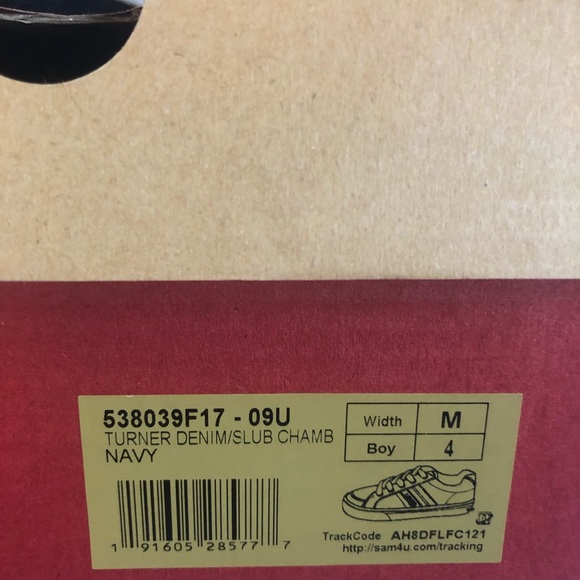 538039F17 - 09U
TURNER DENIM/SLUB CHAMB
NAVY
Width M
Boy 4
1 91605 28577 7
TrackCode AH8DFLFC121
http://sam4u.com/tracking